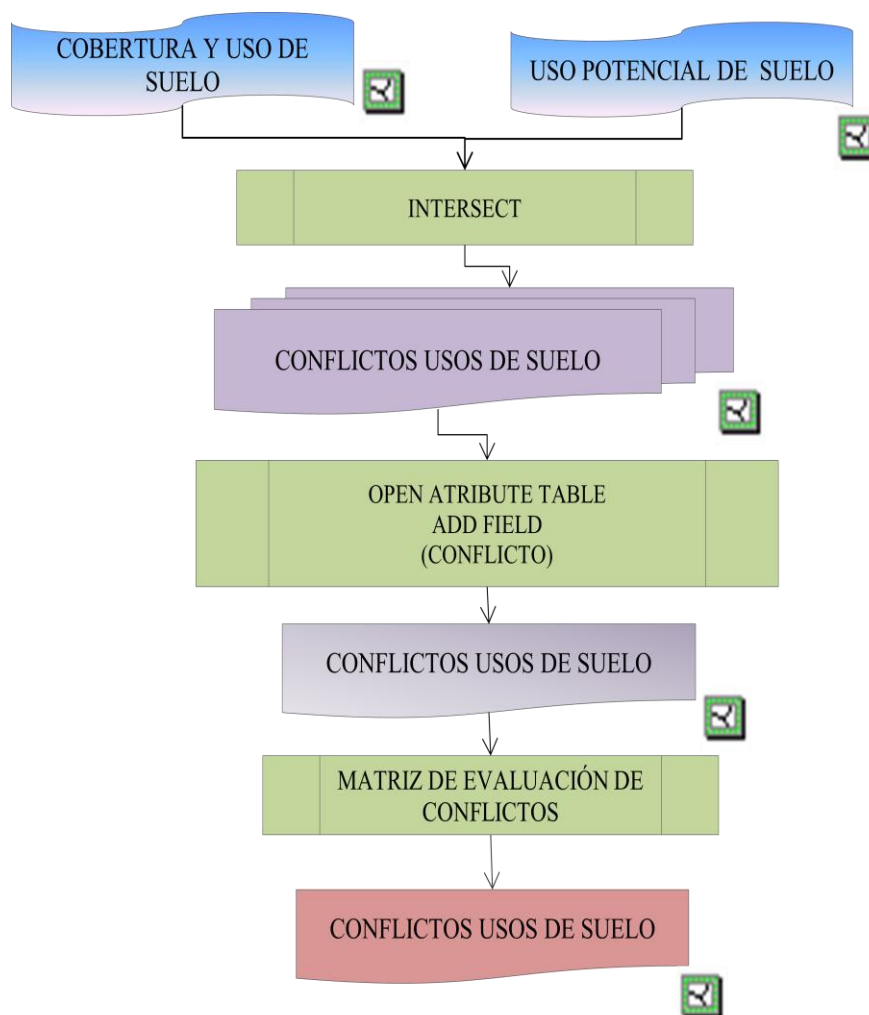 COBERTURA Y USO DE
SUELO
USO POTENCIAL DE SUELO
INTERSECT
CONFLICTOS USOS DE SUELO
OPEN ATRIBUTE TABLE
ADD FIELD
(CONFLICTO)
CONFLICTOS USOS DE SUELO
MATRIZ DE EVALUACIÓN DE
CONFLICTOS
CONFLICTOS USOS DE SUELO